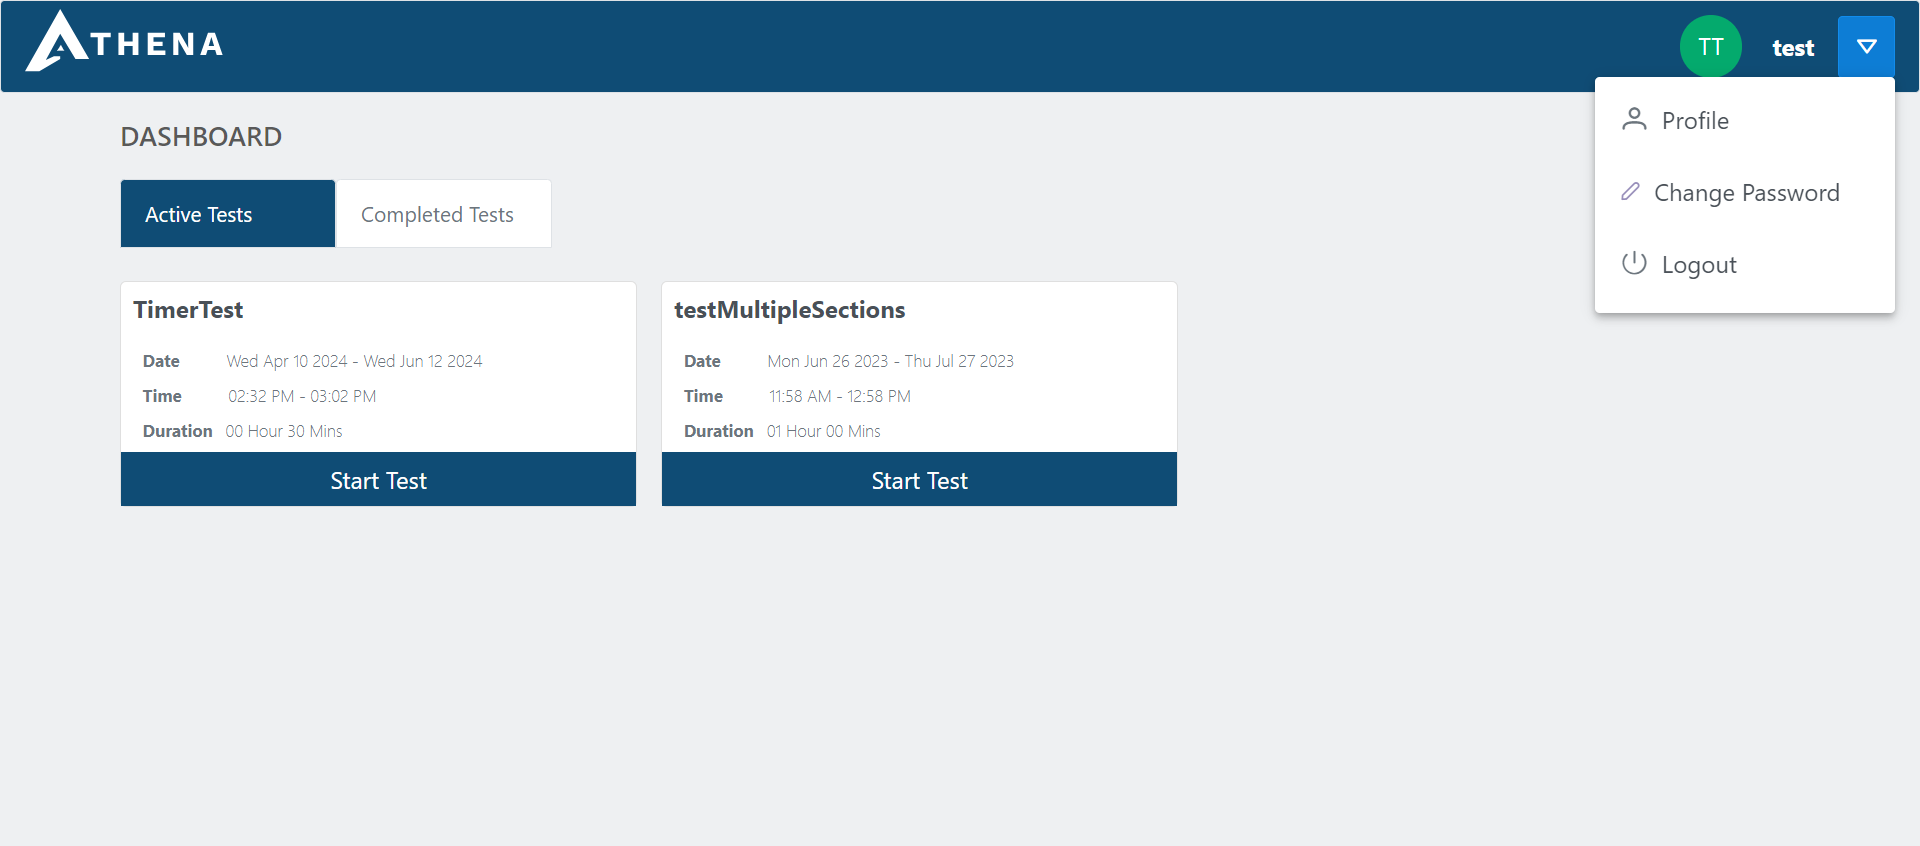 ATHENA
TT
test
Profile
Change Password
Logout
DASHBOARD
Active Tests
Completed Tests
TimerTest
Date Wed Apr 10 2024 - Wed Jun 12 2024
Time 02:32 PM - 03:02 PM
Duration 00 Hour 30 Mins
Start Test
testMultipleSections
Date Mon Jun 26 2023 - Thu Jul 27 2023
Time 11:58 AM - 12:58 PM
Duration 01 Hour 00 Mins
Start Test